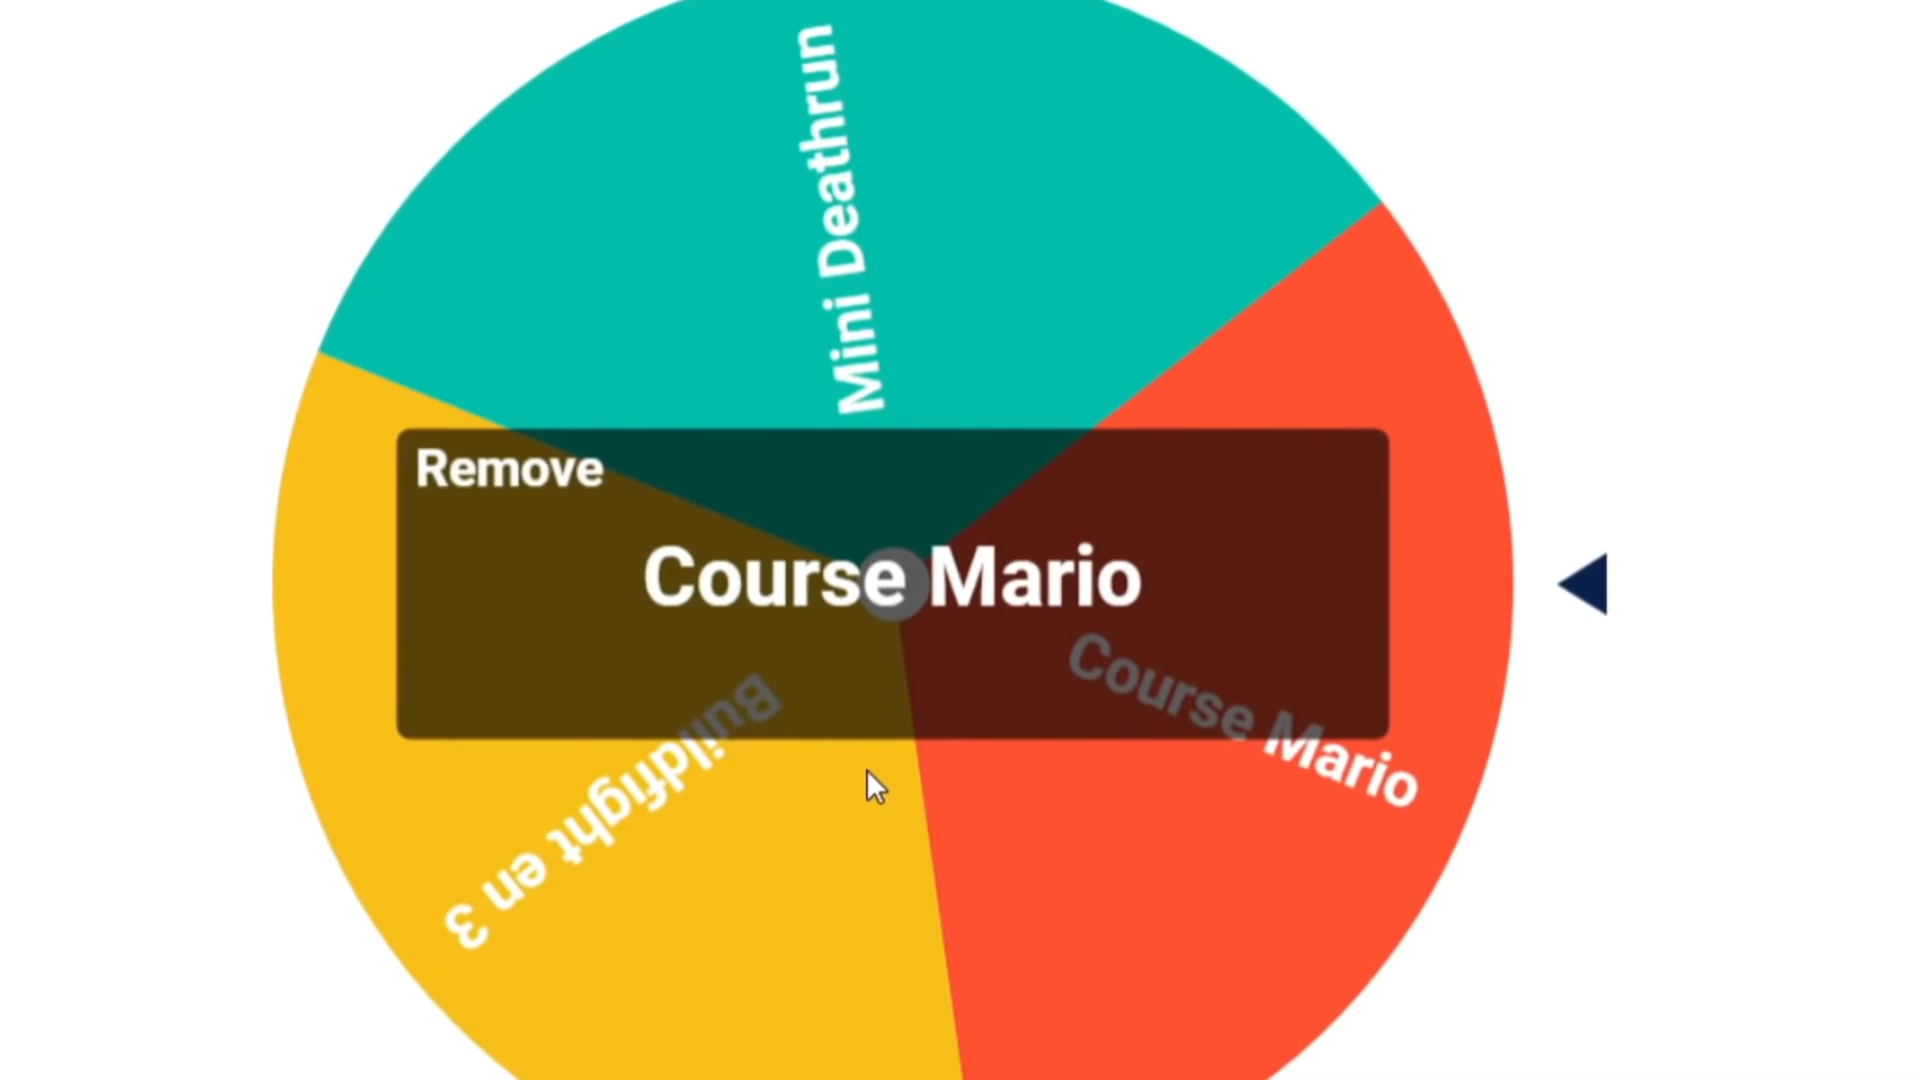 Mini Deathrun
Remove
Course Mario
Course Mario
Buildfight en 3